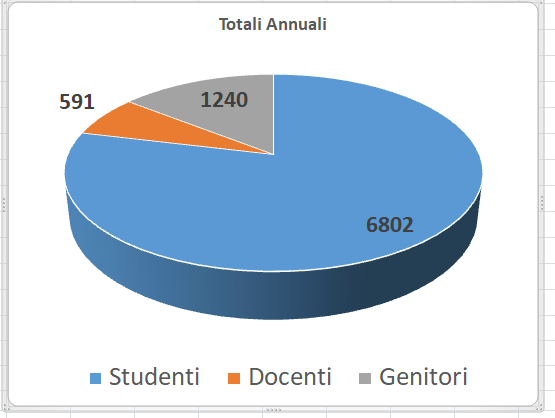 Totali Annuali
591
1240
6802
Studenti
Docenti
Genitori